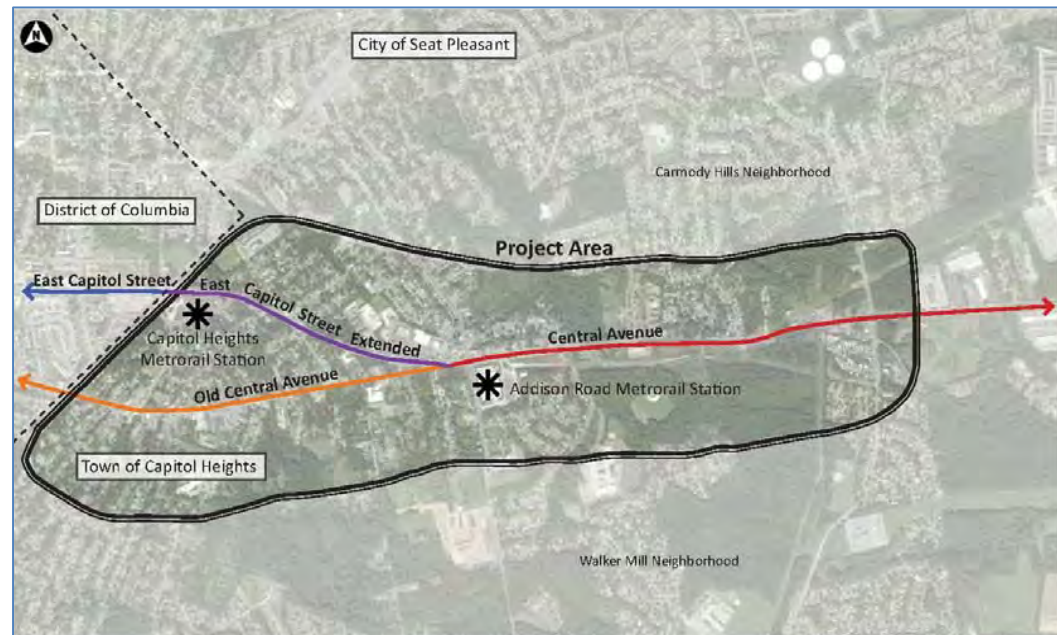 N
City of Seat Pleasant
Carmody Hills Neighborhood
District of Columbia
Project Area
East Capitol Street
East Capitol Street Extended
Capitol Heights
Metrorail Station
Central Avenue
Old Central Avenue
Addison Road Metrorail Station
Town of Capitol Heights
Walker Mill Neighborhood